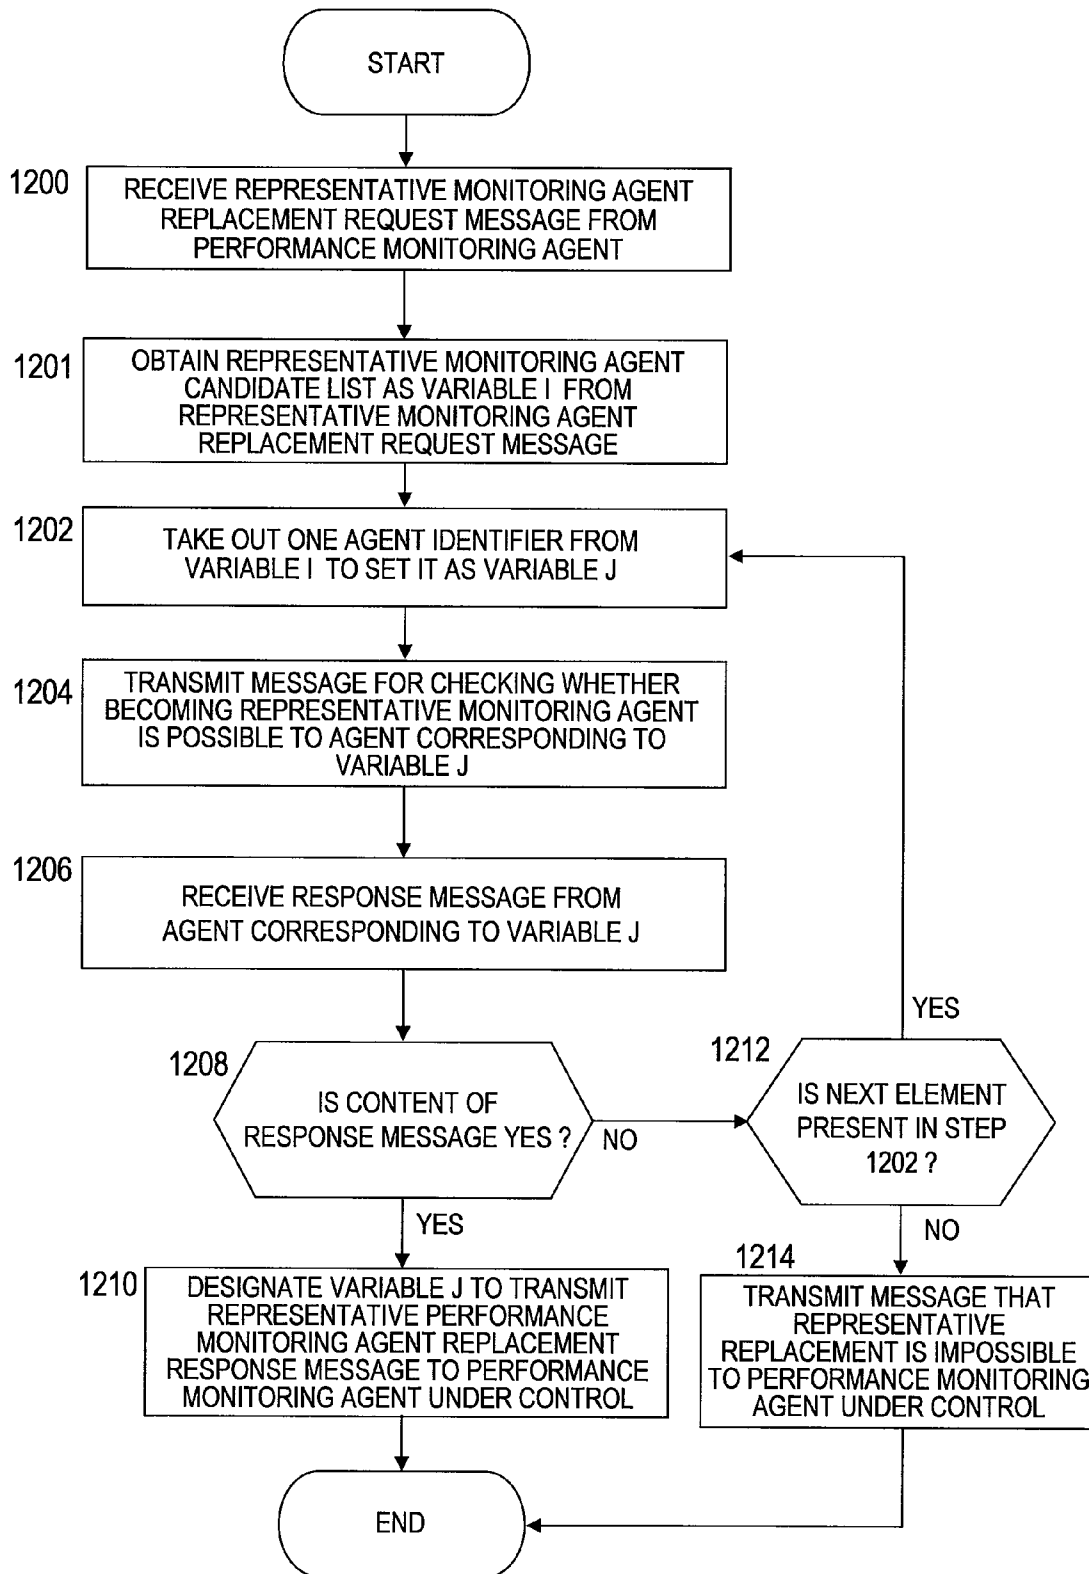 START
1200
RECEIVE REPRESENTATIVE MONITORING AGENT
REPLACEMENT REQUEST MESSAGE FROM
PERFORMANCE MONITORING AGENT
1201
OBTAIN REPRESENTATIVE MONITORING AGENT
CANDIDATE LIST AS VARIABLE I FROM
REPRESENTATIVE MONITORING AGENT
REPLACEMENT REQUEST MESSAGE
1202
TAKE OUT ONE AGENT IDENTIFIER FROM
VARIABLE I TO SET IT AS VARIABLE J
1204
TRANSMIT MESSAGE FOR CHECKING WHETHER
BECOMING REPRESENTATIVE MONITORING AGENT
IS POSSIBLE TO AGENT CORRESPONDING TO
VARIABLE J
1206
RECEIVE RESPONSE MESSAGE FROM
AGENT CORRESPONDING TO VARIABLE J
1208
IS CONTENT OF
RESPONSE MESSAGE YES ?
NO
YES
1212
IS NEXT ELEMENT
PRESENT IN STEP
1202 ?
YES
NO
1210
DESIGNATE VARIABLE J TO TRANSMIT
REPRESENTATIVE PERFORMANCE
MONITORING AGENT REPLACEMENT
RESPONSE MESSAGE TO PERFORMANCE
MONITORING AGENT UNDER CONTROL
1214
TRANSMIT MESSAGE THAT
REPRESENTATIVE
REPLACEMENT IS IMPOSSIBLE
TO PERFORMANCE MONITORING
AGENT UNDER CONTROL
END